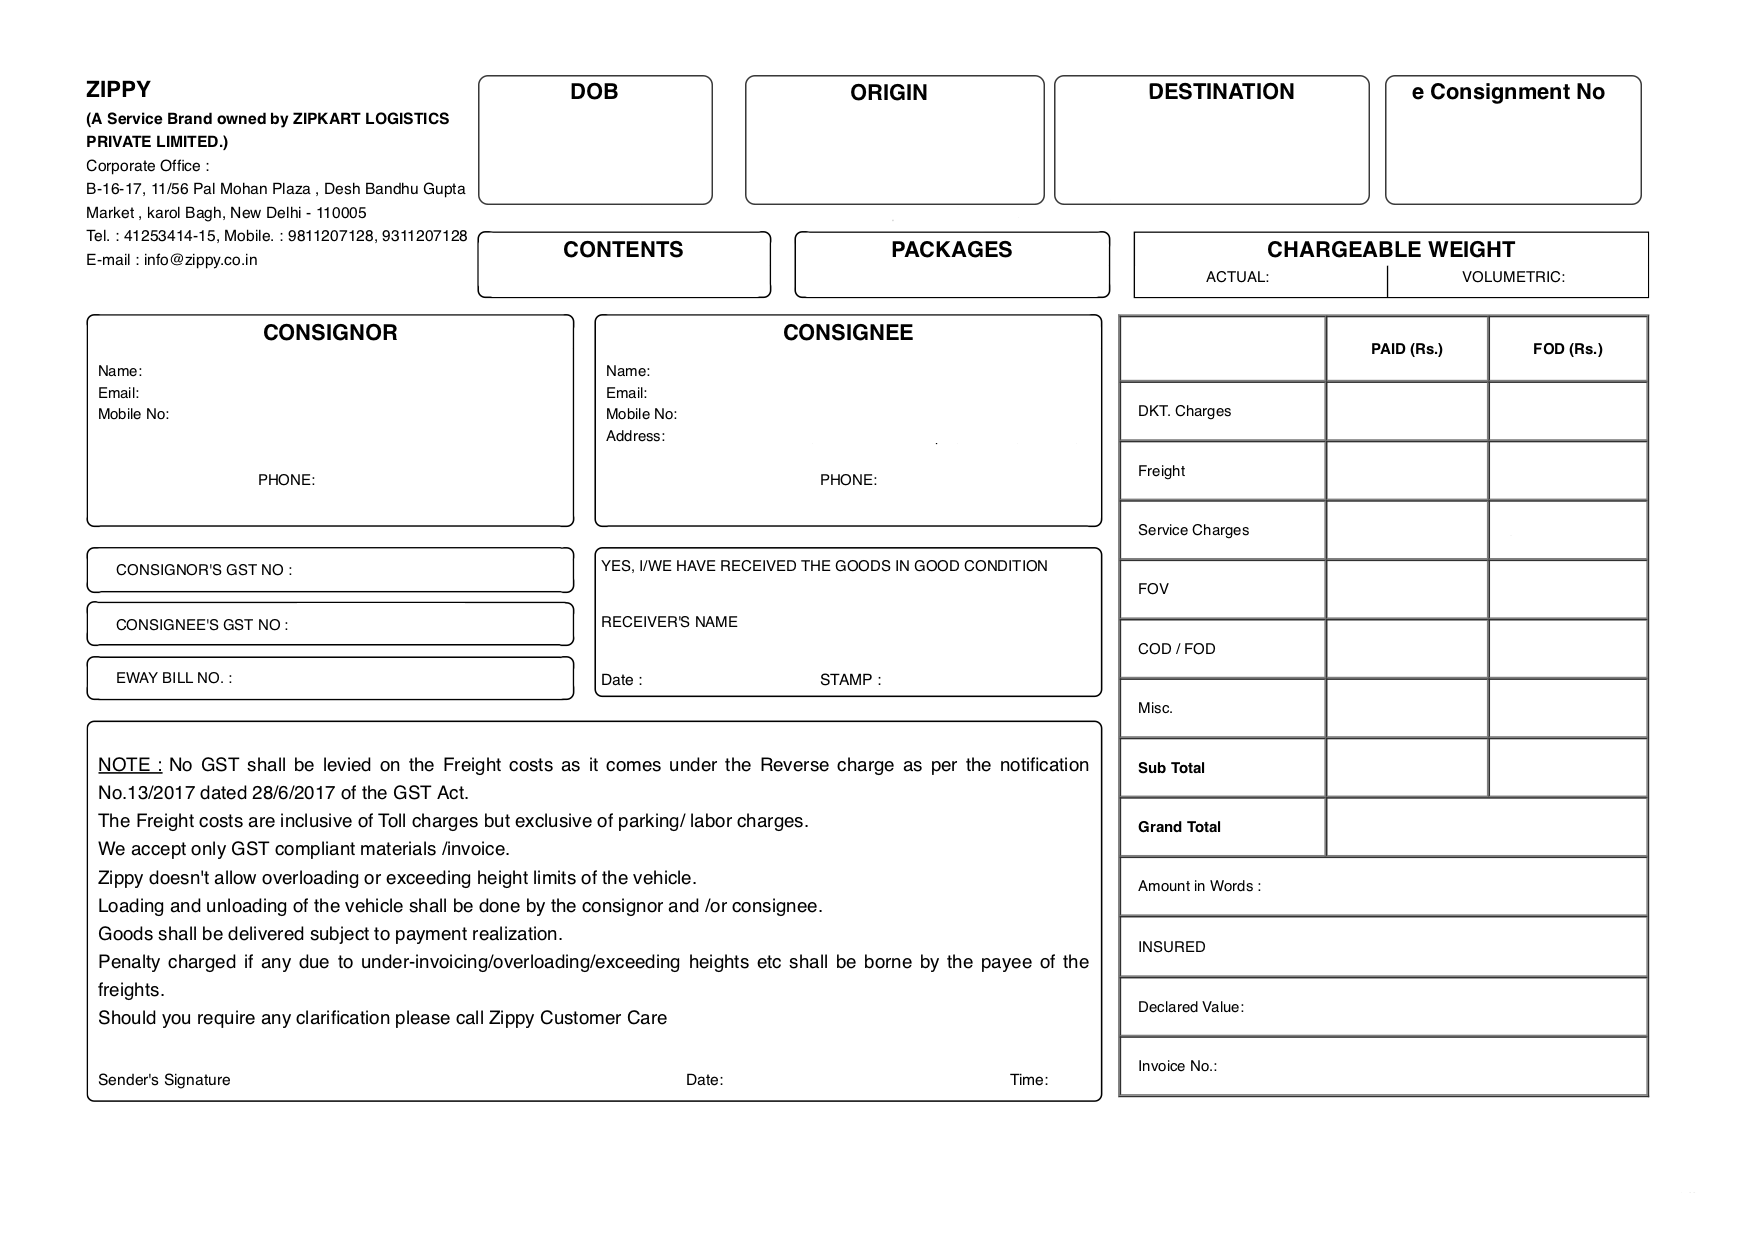 ZIPPY
(A Service Brand owned by ZIPKART LOGISTICS
PRIVATE LIMITED.)
Corporate Office :
B-16-17, 11/56 Pal Mohan Plaza , Desh Bandhu Gupta
Market , karol Bagh, New Delhi - 110005
Tel. : 41253414-15, Mobile. : 9811207128, 9311207128
E-mail : info@zippy.co.in
DOB
ORIGIN
DESTINATION
e Consignment No
CONTENTS
PACKAGES
CHARGEABLE WEIGHT
ACTUAL: VOLUMETRIC:
CONSIGNOR
Name:
Email:
Mobile No:
PHONE:
CONSIGNEE
Name:
Email:
Mobile No:
Address:
PHONE:
CONSIGNOR'S GST NO :
CONSIGNEE'S GST NO :
EWAY BILL NO. :
YES, I/WE HAVE RECEIVED THE GOODS IN GOOD CONDITION
RECEIVER'S NAME
Date : STAMP :
NOTE : No GST shall be levied on the Freight costs as it comes under the Reverse charge as per the notification
No.13/2017 dated 28/6/2017 of the GST Act.
The Freight costs are inclusive of Toll charges but exclusive of parking/ labor charges.
We accept only GST compliant materials /invoice.
Zippy doesn't allow overloading or exceeding height limits of the vehicle.
Loading and unloading of the vehicle shall be done by the consignor and /or consignee.
Goods shall be delivered subject to payment realization.
Penalty charged if any due to under-invoicing/overloading/exceeding heights etc shall be borne by the payee of the
freights.
Should you require any clarification please call Zippy Customer Care
Sender's Signature Date: Time:
PAID (Rs.) FOD (Rs.)
DKT. Charges
Freight
Service Charges
FOV
COD / FOD
Misc.
Sub Total
Grand Total
Amount in Words :
INSURED
Declared Value:
Invoice No.: